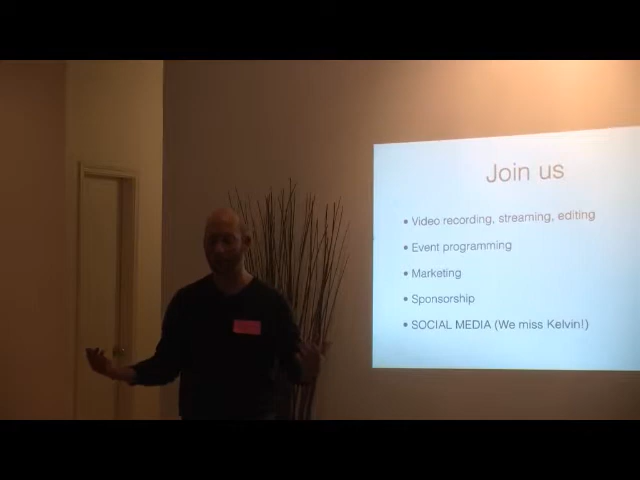 Join us
• Video recording, streaming, editing
• Event programming
• Marketing
• Sponsorship
• SOCIAL MEDIA (We miss Kelvin!)